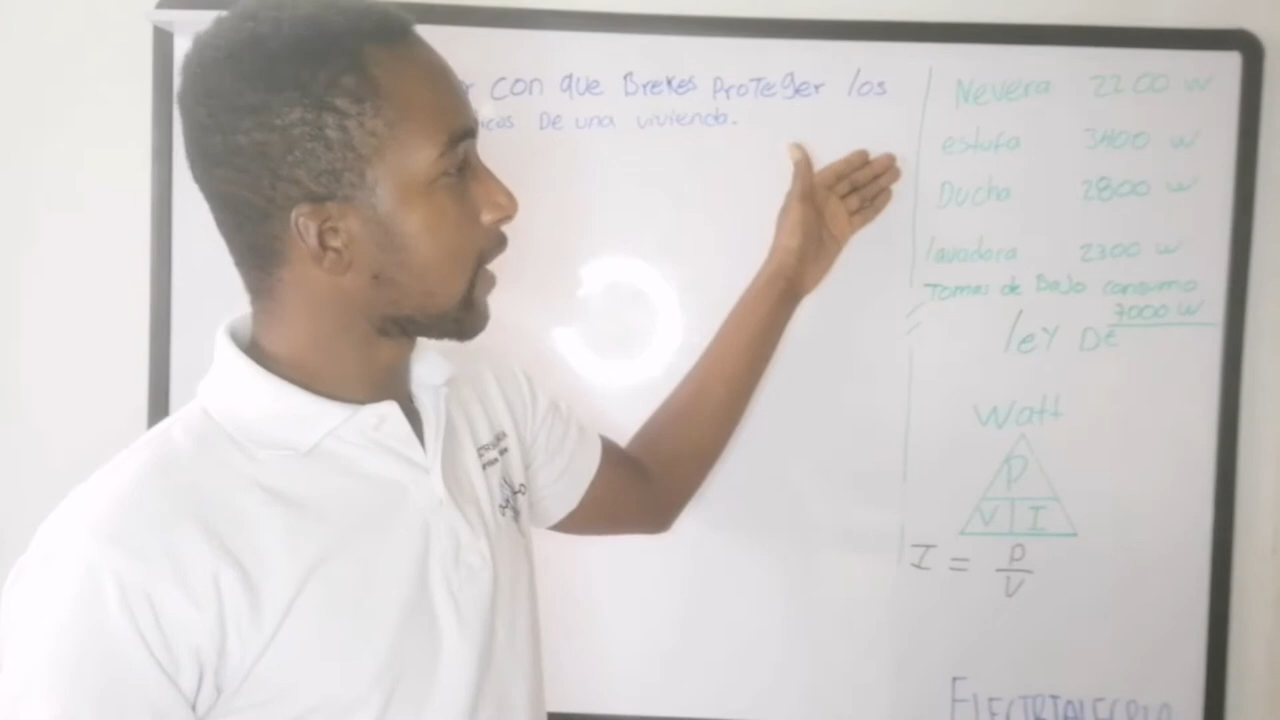 con que Brekes proteger los
De una vivienda.
Nevera 2200 w
estufa 3400 w
Ducha 2800 w
lavadora 2300 w
Tomas de Bajo consumo
7000 W
ley De
Watt
P
V I
I = P
V